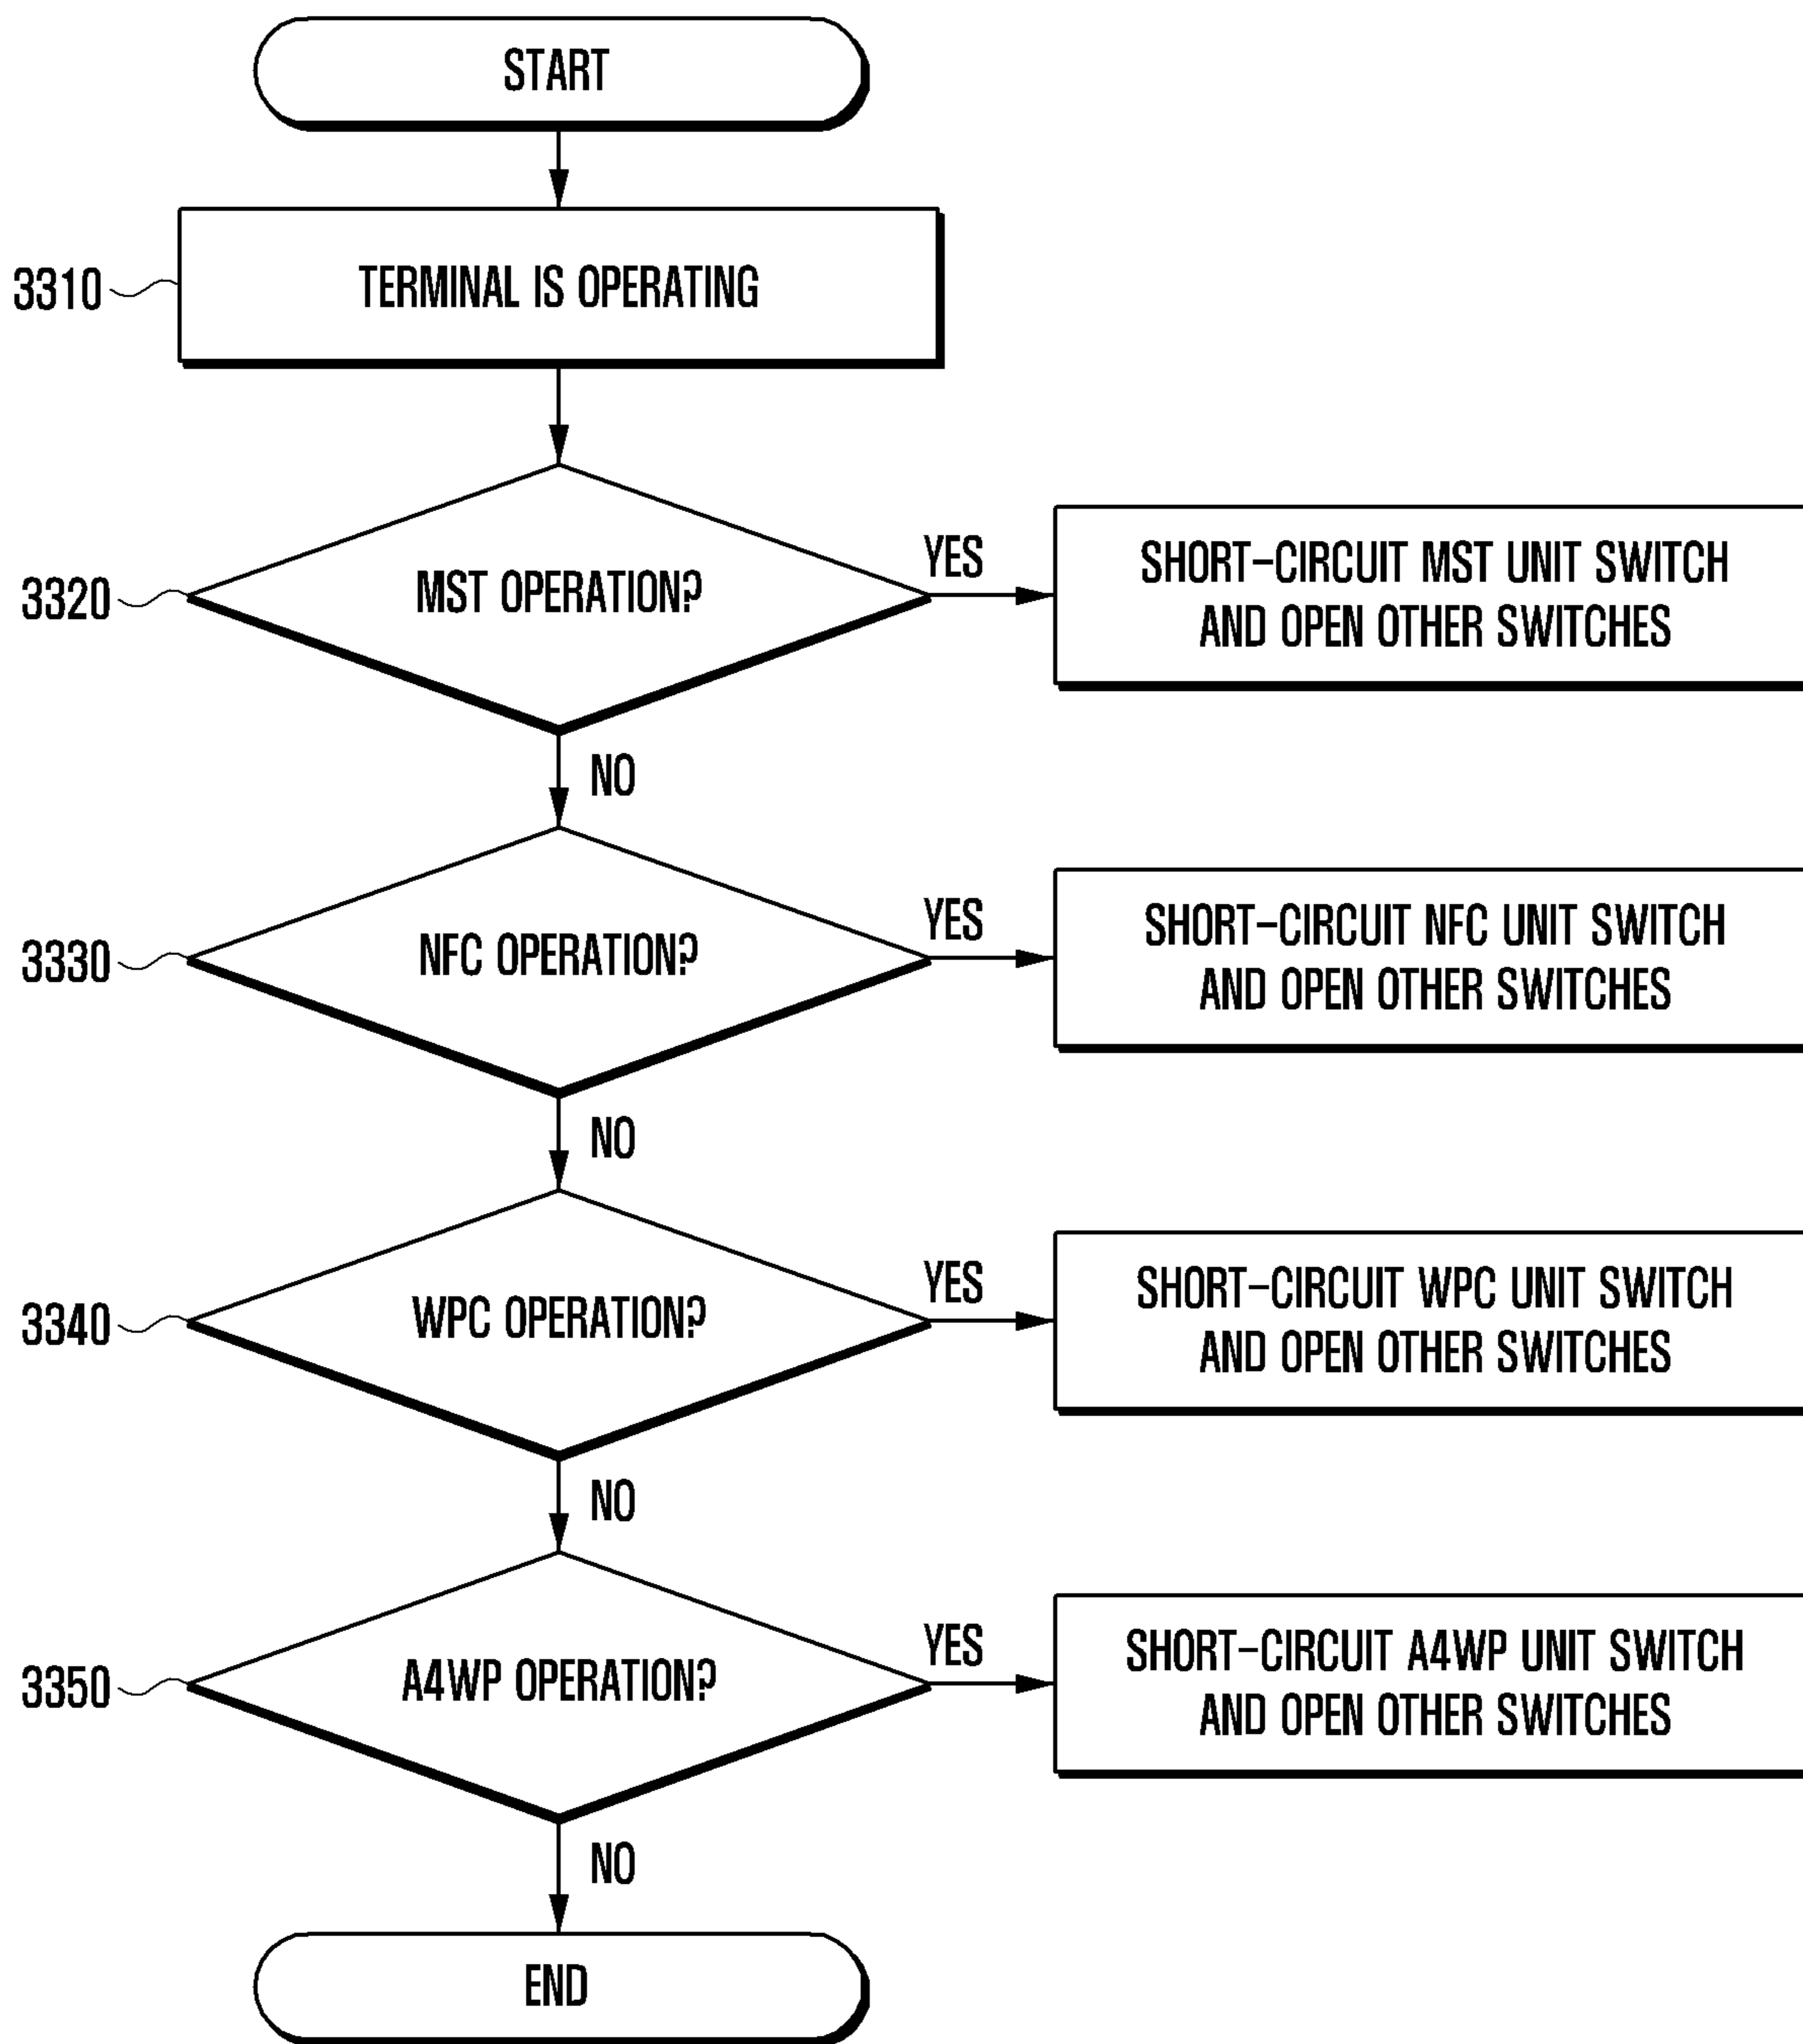 START
3310
TERMINAL IS OPERATING
3320
MST OPERATION?
YES
SHORT-CIRCUIT MST UNIT SWITCH
AND OPEN OTHER SWITCHES
NO
3330
NFC OPERATION?
YES
SHORT-CIRCUIT NFC UNIT SWITCH
AND OPEN OTHER SWITCHES
NO
3340
WPC OPERATION?
YES
SHORT-CIRCUIT WPC UNIT SWITCH
AND OPEN OTHER SWITCHES
NO
3350
A4WP OPERATION?
YES
SHORT-CIRCUIT A4WP UNIT SWITCH
AND OPEN OTHER SWITCHES
NO
END